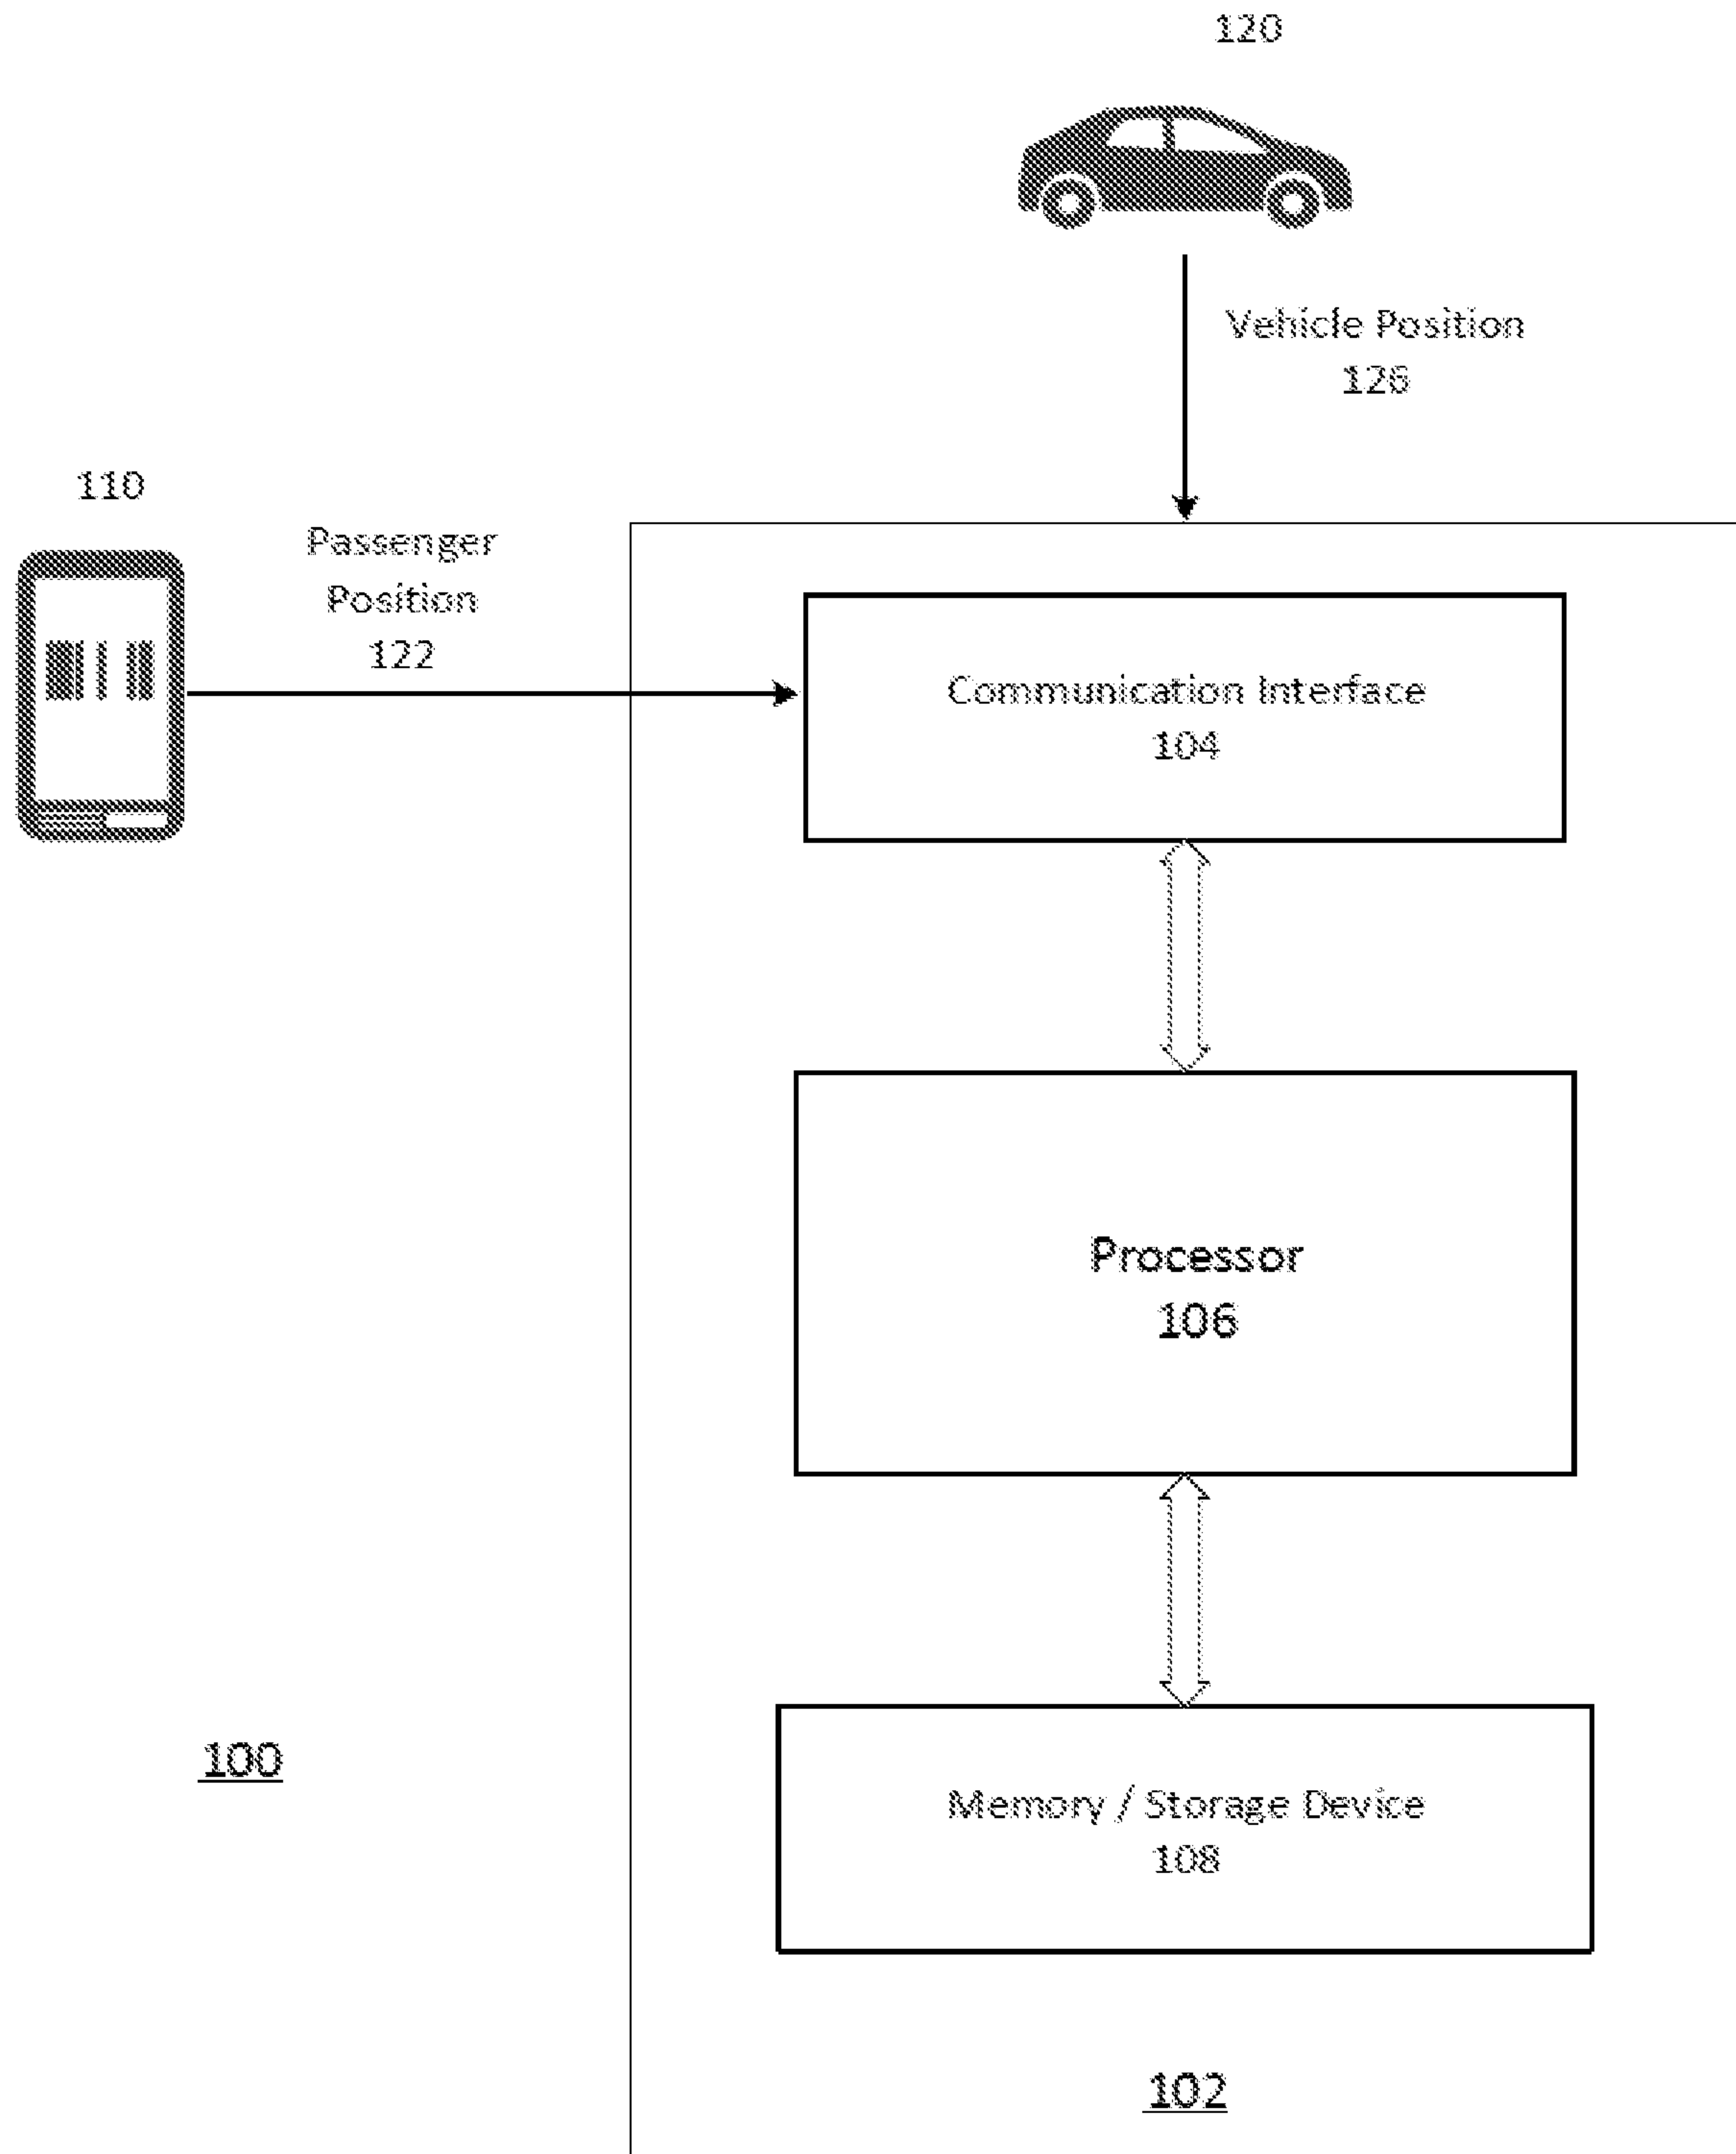 120
Vehicle Position
126
110
Passenger
Position
122
Communication Interface
104
Processor
106
100
Memory / Storage Device
108
102